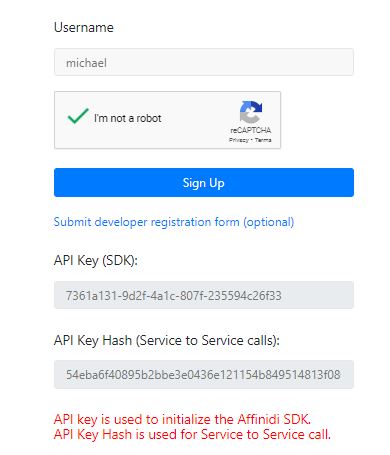 Username
michael
I'm not a robot
reCAPTCHA
Privacy - Terms
Sign Up
Submit developer registration form (optional)
API Key (SDK):
7361a131-9d2f-4a1c-807f-235594c26f33
API Key Hash (Service to Service calls):
54eba6f40895b2bbe3e0436e121154b849514813f08
API key is used to initialize the Affinidi SDK.
API Key Hash is used for Service to Service call.